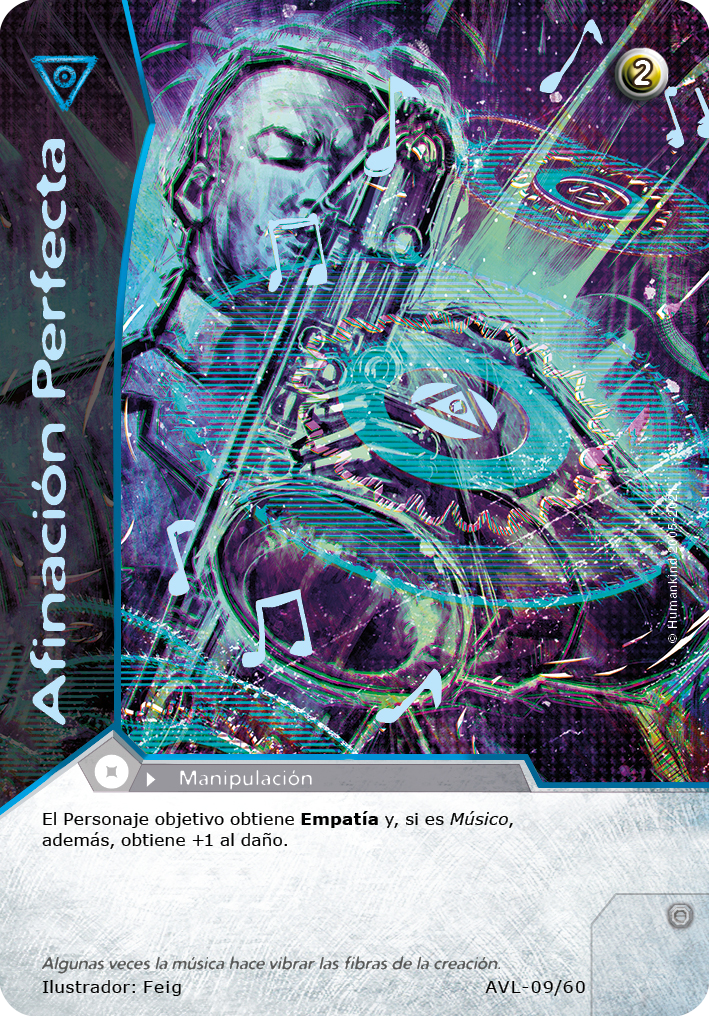 2
Afinación Perfecta
© Humankind
Manipulación
El Personaje objetivo obtiene Empatía y, si es Músico,
además, obtiene +1 al daño.
Algunas veces la música hace vibrar las fibras de la creación.
Ilustrador: Feig
AVL-09/60